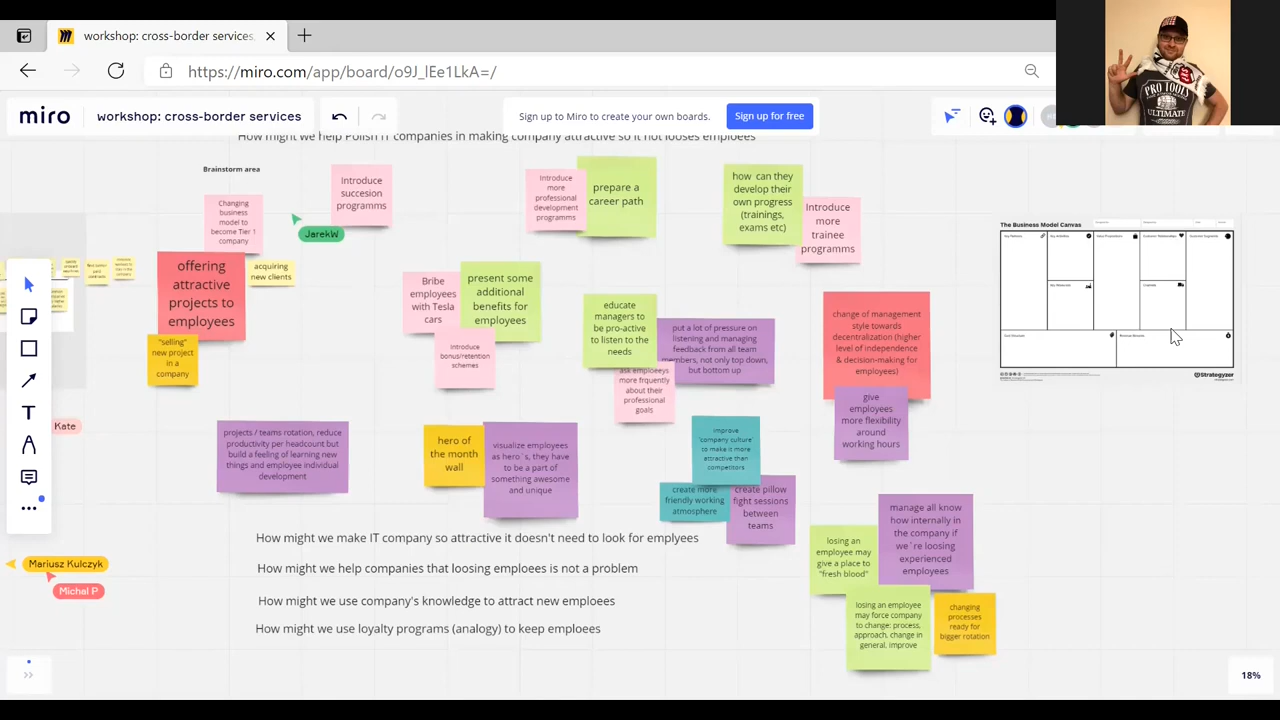 workshop: cross-border services,
https://miro.com/app/board/o9J_lEe1LkA=/
PRO TOOLS
ULTIMATE
miro
workshop: cross-border services
Sign up to Miro to create your own boards.
Sign up for free
How might we help Polish IT companies in making company attractive so it not looses emploees
Brainstorm area
Changing
business
model to
become Tier 1
company
Introduce
succesion
programms
JarekW
Introduce
more
professional
development
programms
prepare a
career path
how can they
develop their
own progress
(trainings,
exams etc)
Introduce
more
trainee
programms
offering
attractive
projects to
employees
acquiring
new clients
"selling"
new project
in a
company
Bribe
employees
with Tesla
cars
present some
additional
benefits for
employees
introduce
bonus/retention
schemes
educate
managers to
be pro-active
to listen to the
needs
put a lot of pressure on
listening and managing
feedback from all team
members, not only top down,
but bottom up
ask emploeeys
more frquently
about their
professional
goals
change of management
style towards
decentralization (higher
level of independence
& decision-making for
employees)
give
employees
more flexibility
around
working hours
The Business Model Canvas
Strategyzer
Kate
projects / teams rotation, reduce
productivity per headcount but
build a feeling of learning new
things and employee individual
development
hero of
the month
wall
visualize employees
as hero`s, they have
to be a part of
something awesome
and unique
improve
'company culture'
to make it more
attractive than
competitors
create more
friendly working
atmosphere
create pillow
fight sessions
between
teams
manage all know
how internally in
the company if
we`re loosing
experienced
employees
losing an
employee may
give a place to
"fresh blood"
losing an employee
may force company
to change: process,
approach, change in
general, improve
changing
processes
ready for
bigger rotation
How might we make IT company so attractive it doesn't need to look for emplyees
How might we help companies that loosing emploees is not a problem
How might we use company's knowledge to attract new emploees
How might we use loyalty programs (analogy) to keep emploees
Mariusz Kulczyk
Michal P
18%